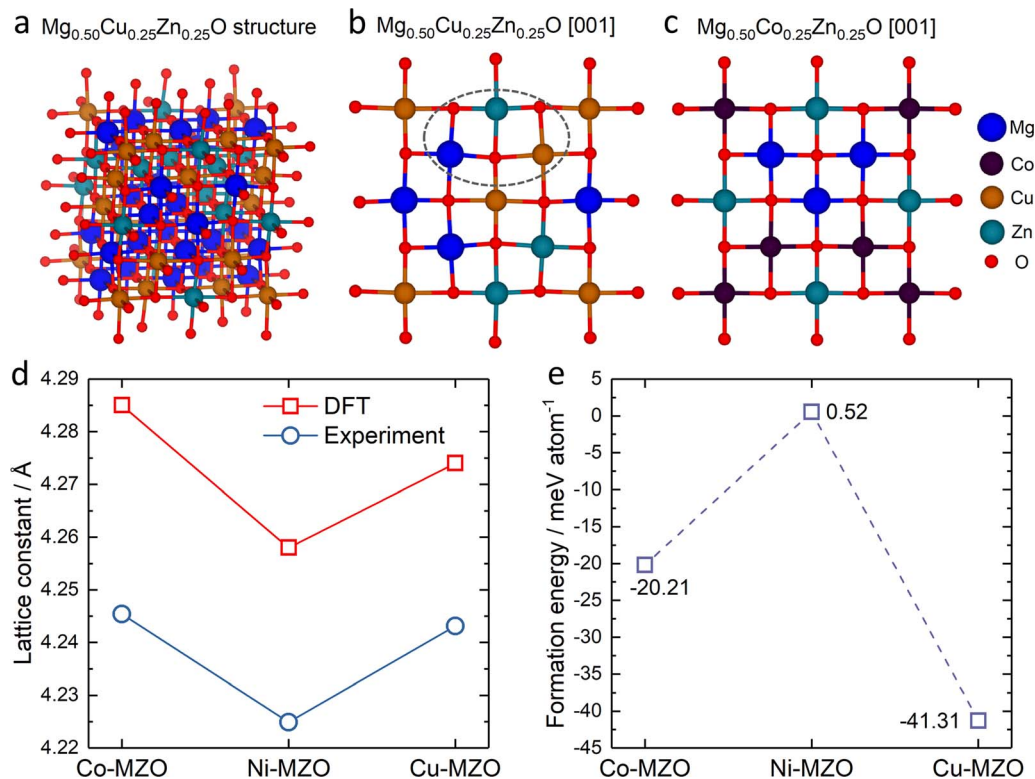 a Mg0.50Cu0.25Zn0.25O structure
b Mg0.50Cu0.25Zn0.25O [001]
c Mg0.50Co0.25Zn0.25O [001]
Mg
Co
Cu
Zn
O
d
4.29
4.28
4.27
4.26
4.25
4.24
4.23
4.22
Lattice constant / Å
DFT
Experiment
Co-MZO
Ni-MZO
Cu-MZO
e
5
0
-5
-10
-15
-20
-25
-30
-35
-40
-45
Formation energy / meV atom⁻¹
0.52
-20.21
-41.31
Co-MZO
Ni-MZO
Cu-MZO